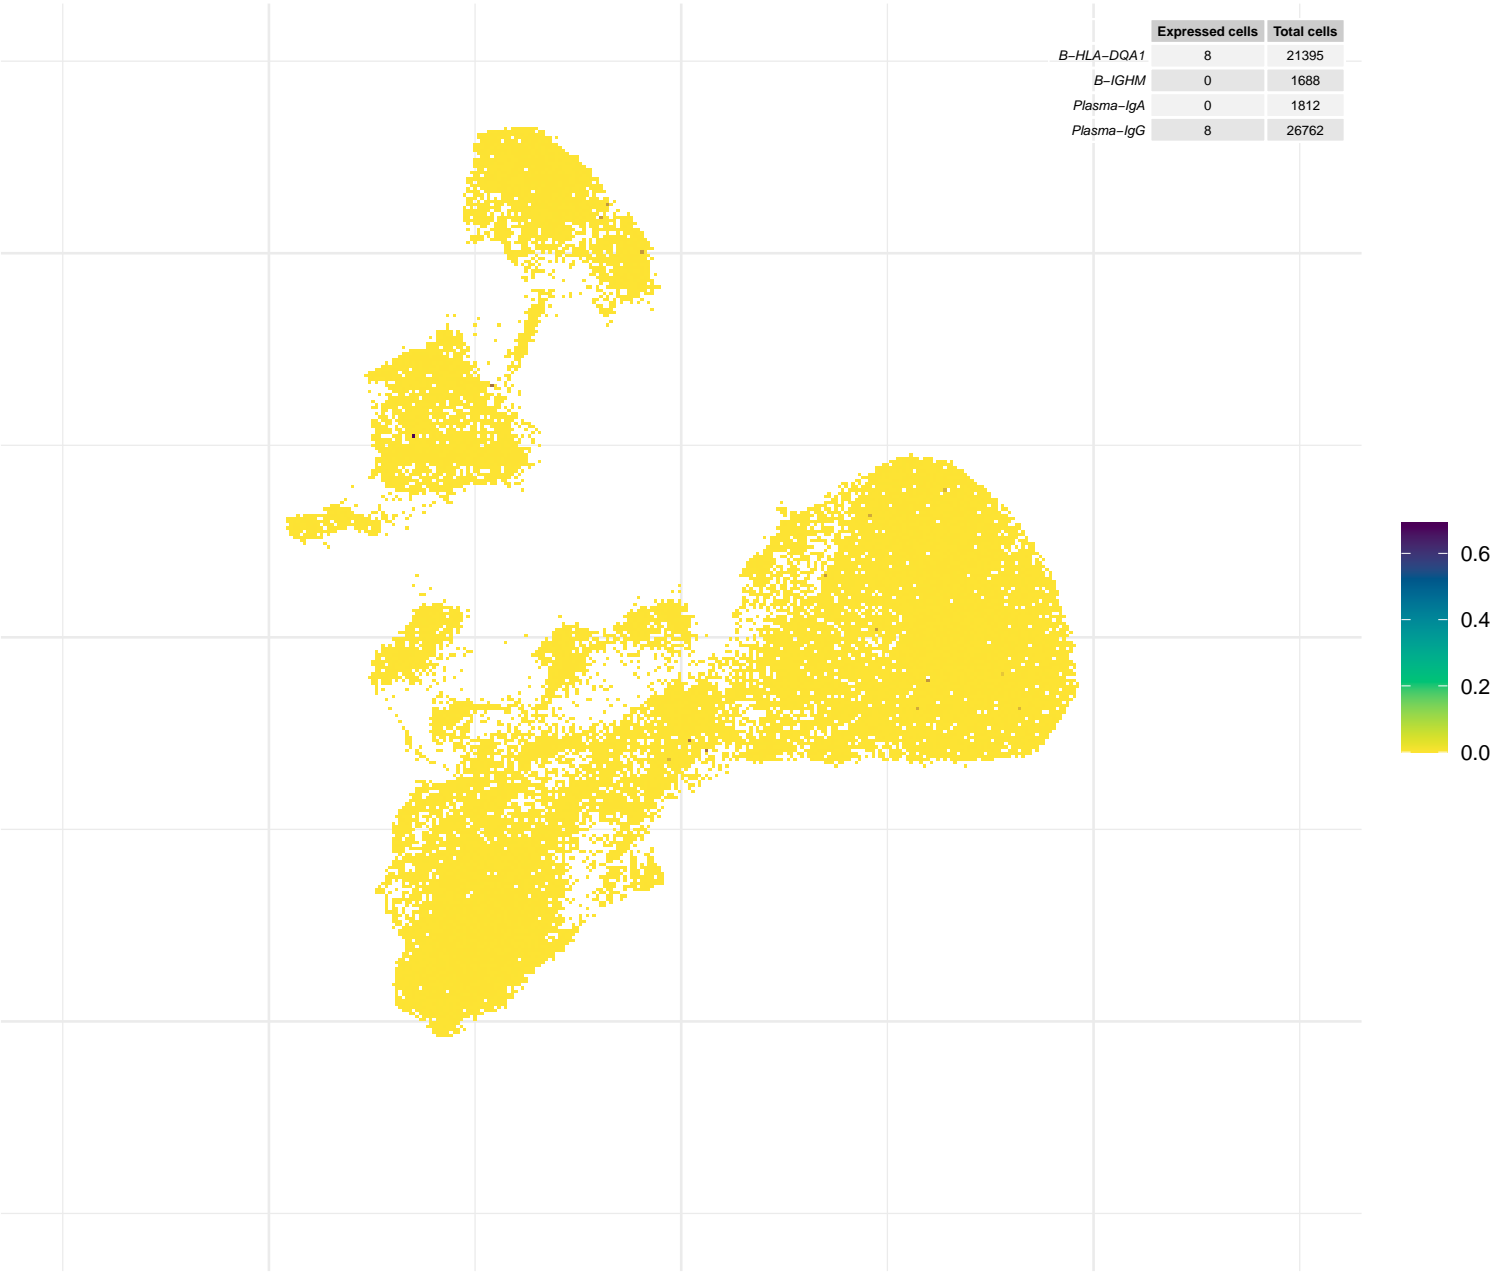 Expressed cells Total cells
B−HLA−DQA1 8 21395
B−IGHM 0 1688
Plasma−IgA 0 1812
Plasma−IgG 8 26762
0.6
0.4
0.2
0.0